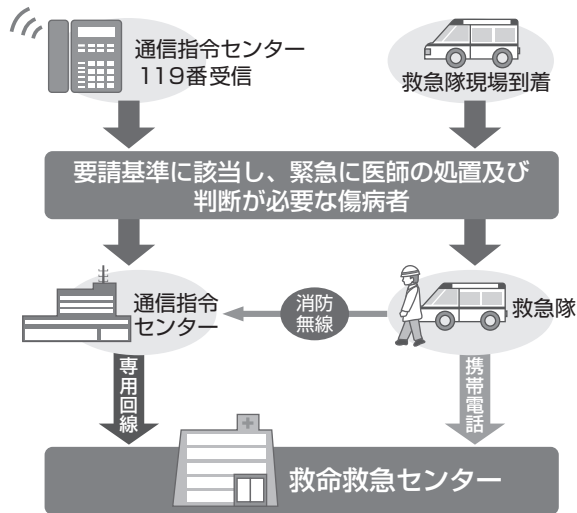 通信指令センター
119番受信
救急隊現場到着
要請基準に該当し、緊急に医師の処置及び
判断が必要な傷病者
通信指令
センター
消防
無線
救急隊
専用回線
携帯電話
救命救急センター